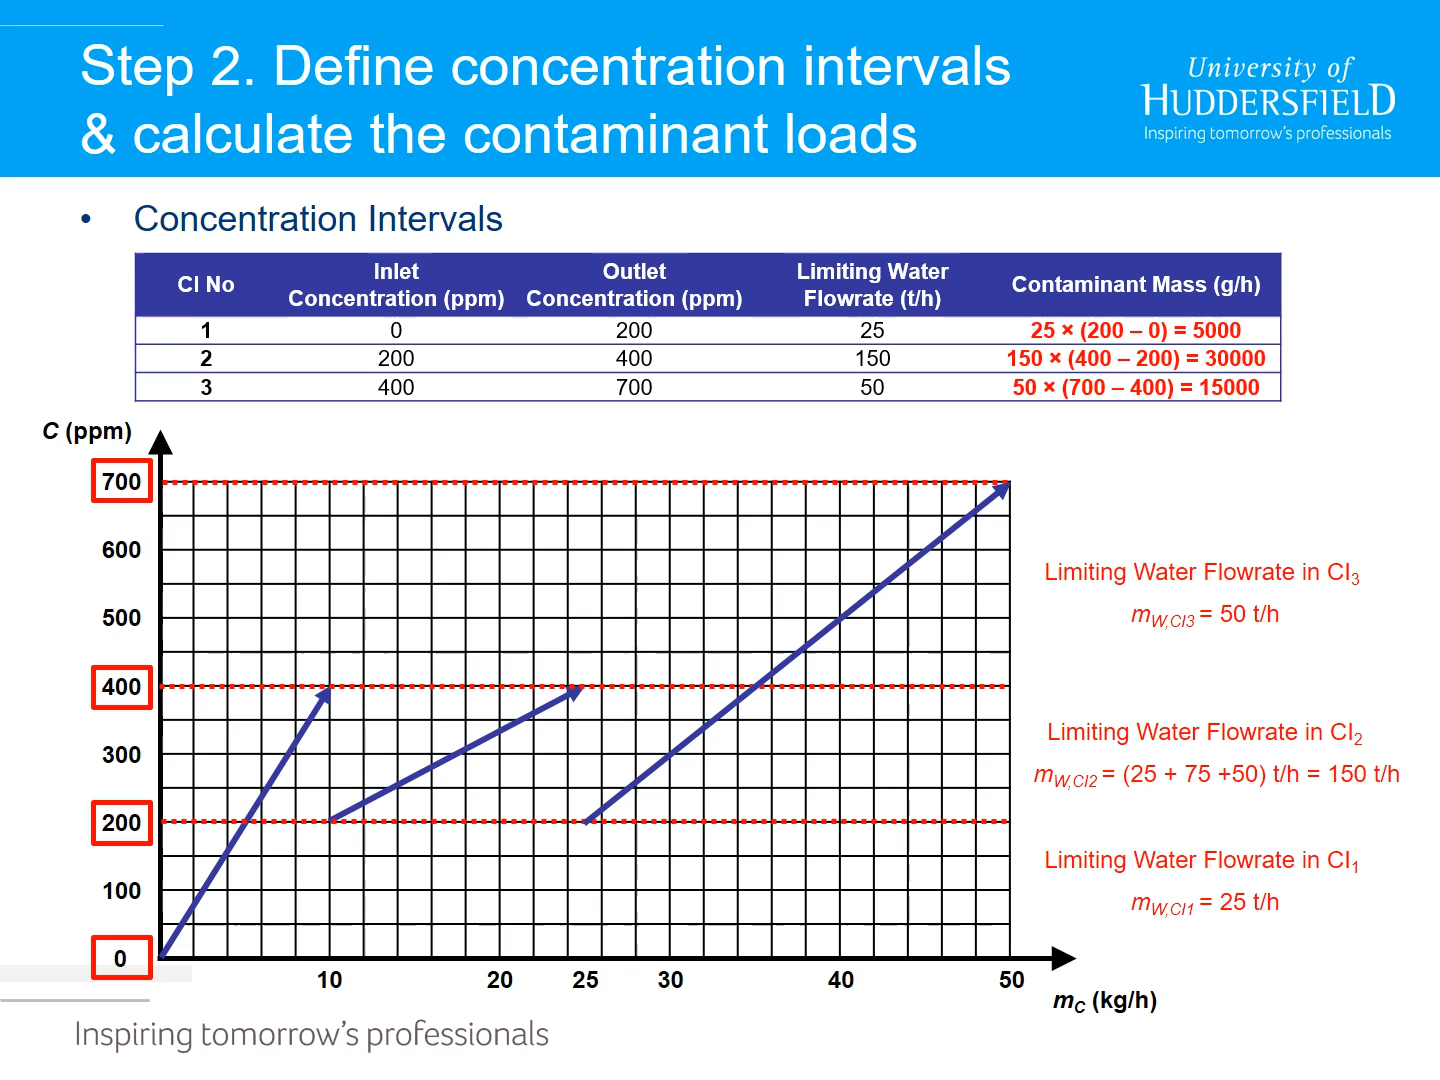 Step 2. Define concentration intervals
& calculate the contaminant loads
University of
HUDDERSFIELD
Inspiring tomorrow's professionals
• Concentration Intervals
CI No Inlet Concentration (ppm) Outlet Concentration (ppm) Limiting Water Flowrate (t/h) Contaminant Mass (g/h)
1 0 200 25 25 × (200 – 0) = 5000
2 200 400 150 150 × (400 – 200) = 30000
3 400 700 50 50 × (700 – 400) = 15000
C (ppm)
700
600
500
400
300
200
100
0
10 20 25 30 40 50
m_C (kg/h)
Limiting Water Flowrate in CI₃
m_W,CI3 = 50 t/h
Limiting Water Flowrate in CI₂
m_W,CI2 = (25 + 75 +50) t/h = 150 t/h
Limiting Water Flowrate in CI₁
m_W,CI1 = 25 t/h
Inspiring tomorrow's professionals